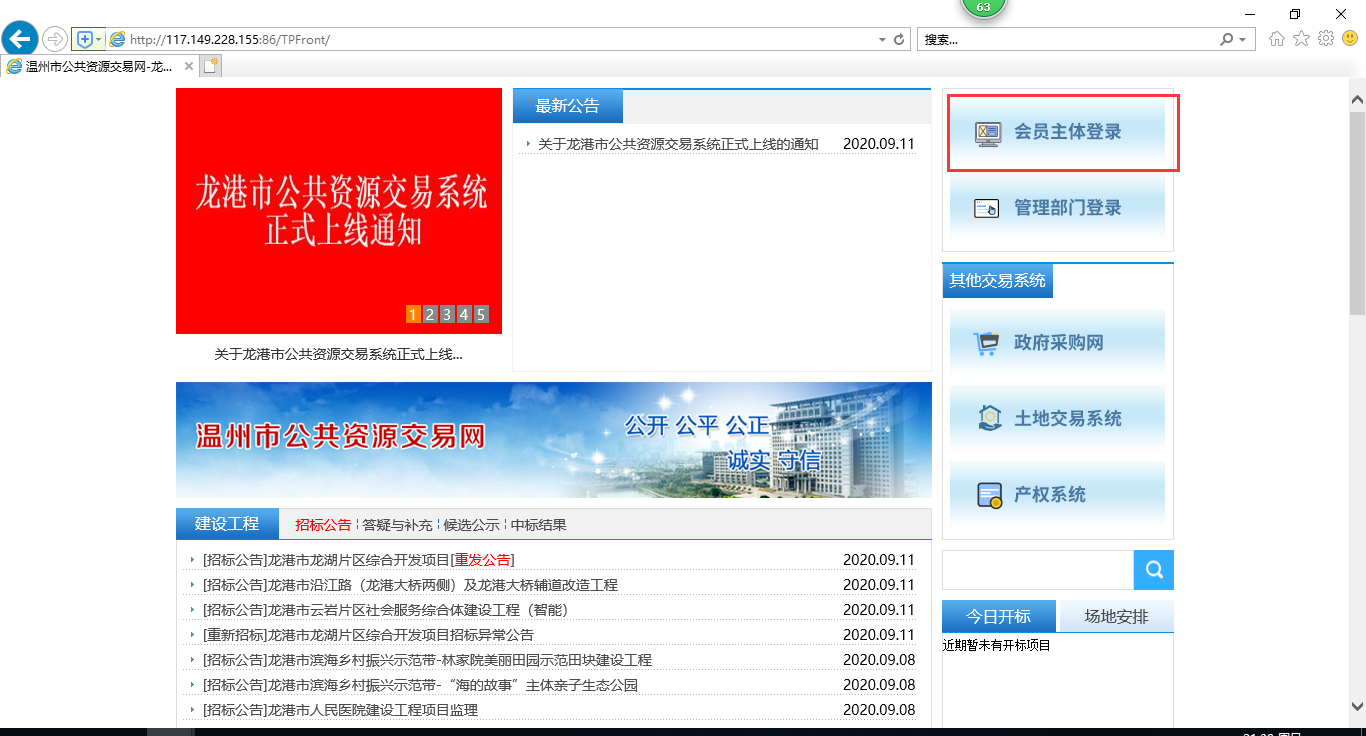 63
http://117.149.228.155:86/TPFront/
搜索...
温州市公共资源交易网-龙...
龙港市公共资源交易系统
正式上线通知
1 2 3 4 5
关于龙港市公共资源交易系统正式上线...
最新公告
关于龙港市公共资源交易系统正式上线的通知 2020.09.11
会员主体登录
管理部门登录
其他交易系统
政府采购网
土地交易系统
产权系统
温州市公共资源交易网
公开 公平 公正
诚实 守信
建设工程 招标公告 答疑与补充 候选公示 中标结果
[招标公告]龙港市龙湖片区综合开发项目[重发公告] 2020.09.11
[招标公告]龙港市沿江路（龙港大桥两侧）及龙港大桥辅道改造工程 2020.09.11
[招标公告]龙港市云岩片区社会服务综合体建设工程（智能） 2020.09.11
[重新招标]龙港市龙湖片区综合开发项目招标异常公告 2020.09.11
[招标公告]龙港市滨海乡村振兴示范带-林家院美丽田园示范田块建设工程 2020.09.08
[招标公告]龙港市滨海乡村振兴示范带-“海的故事”主体亲子生态公园 2020.09.08
[招标公告]龙港市人民医院建设工程项目监理 2020.09.08
今日开标 场地安排
近期暂未有开标项目